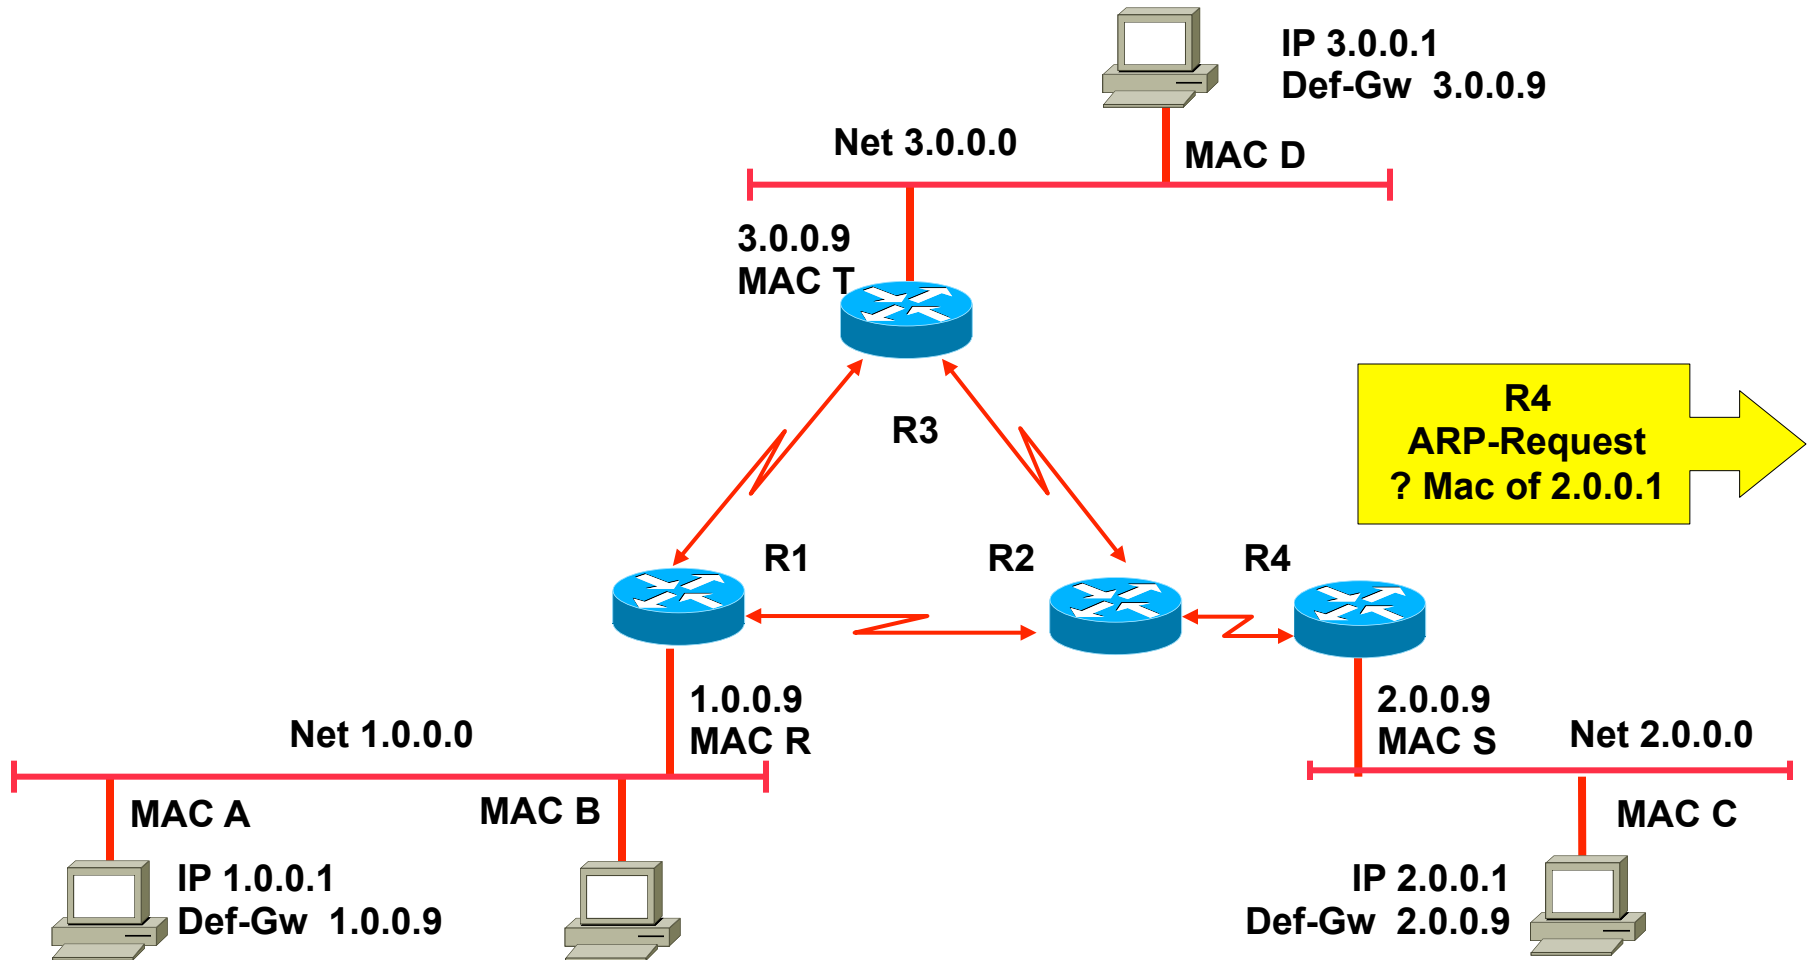 IP 3.0.0.1
Def-Gw 3.0.0.9
Net 3.0.0.0
MAC D
3.0.0.9
MAC T
R3
R4
ARP-Request
? Mac of 2.0.0.1
R1
R2
R4
1.0.0.9
MAC R
2.0.0.9
MAC S
Net 1.0.0.0
Net 2.0.0.0
MAC A
MAC B
MAC C
IP 1.0.0.1
Def-Gw 1.0.0.9
IP 2.0.0.1
Def-Gw 2.0.0.9